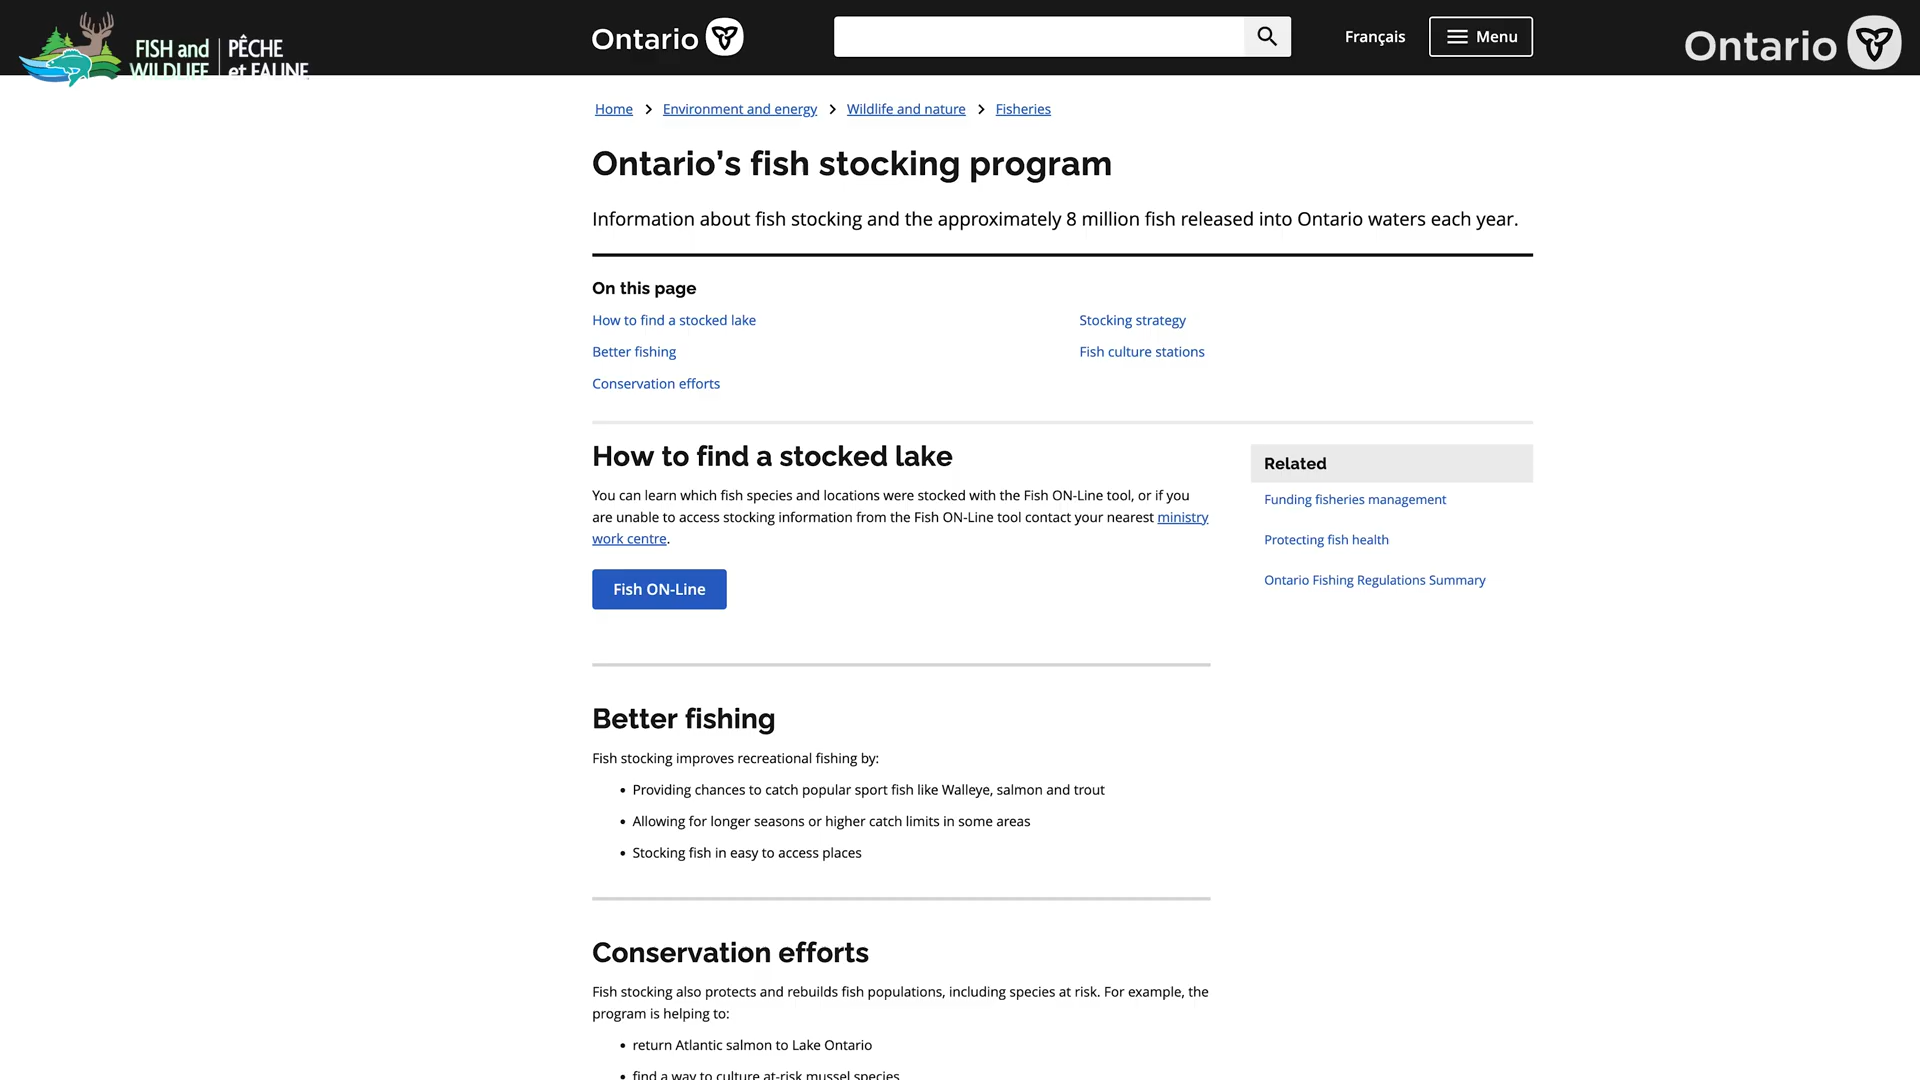 FISH and WILDLIFE | PÊCHE et FAUNE
Ontario
Français
Menu
Ontario
Home > Environment and energy > Wildlife and nature > Fisheries
Ontario’s fish stocking program
Information about fish stocking and the approximately 8 million fish released into Ontario waters each year.
On this page
How to find a stocked lake
Better fishing
Conservation efforts
Stocking strategy
Fish culture stations
How to find a stocked lake
You can learn which fish species and locations were stocked with the Fish ON-Line tool, or if you
are unable to access stocking information from the Fish ON-Line tool contact your nearest ministry
work centre.
Fish ON-Line
Related
Funding fisheries management
Protecting fish health
Ontario Fishing Regulations Summary
Better fishing
Fish stocking improves recreational fishing by:
• Providing chances to catch popular sport fish like Walleye, salmon and trout
• Allowing for longer seasons or higher catch limits in some areas
• Stocking fish in easy to access places
Conservation efforts
Fish stocking also protects and rebuilds fish populations, including species at risk. For example, the
program is helping to:
• return Atlantic salmon to Lake Ontario
• find a way to culture at-risk mussel species